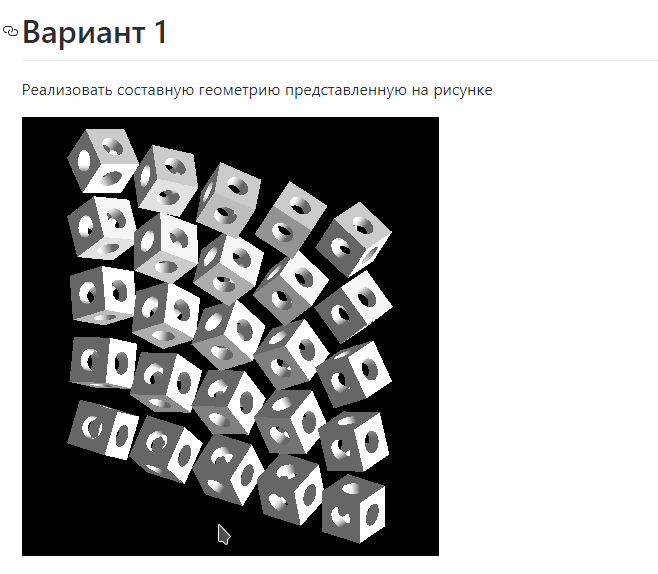 Вариант 1
Реализовать составную геометрию представленную на рисунке